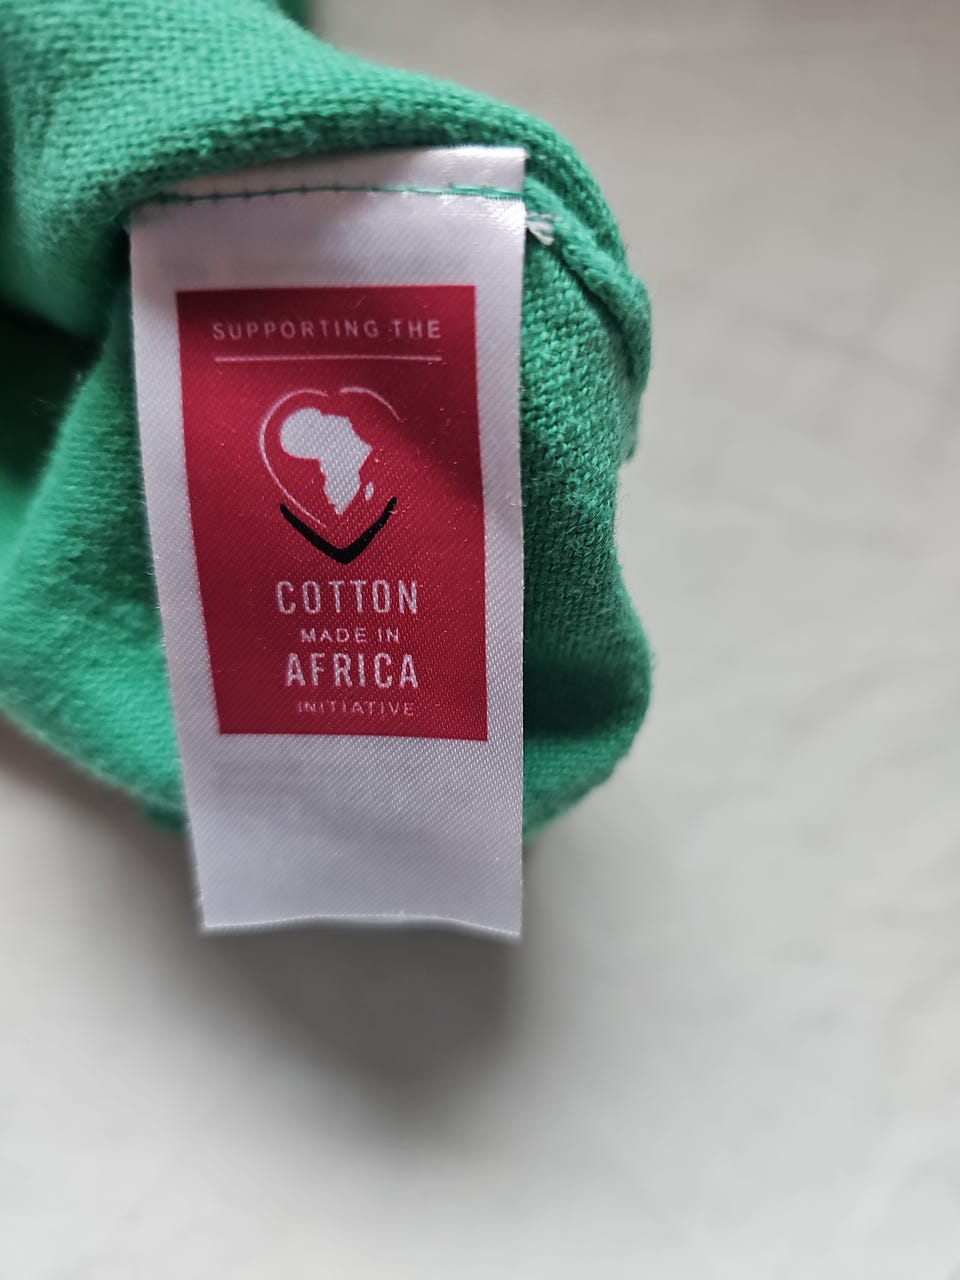 SUPPORTING THE
COTTON
MADE IN
AFRICA
INITIATIVE